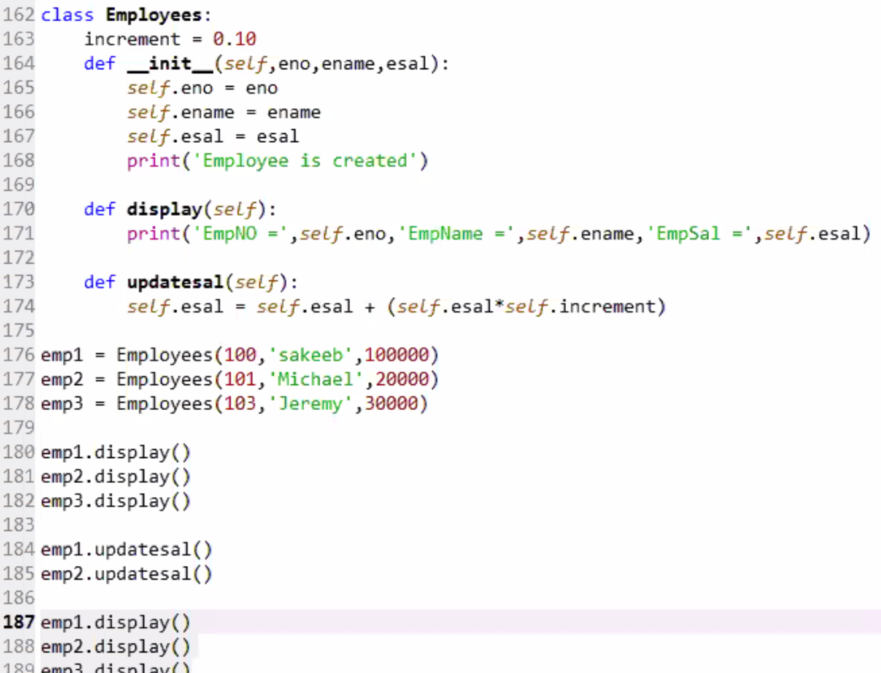 162 class Employees:
163     increment = 0.10
164     def __init__(self,eno,ename,esal):
165         self.eno = eno
166         self.ename = ename
167         self.esal = esal
168         print('Employee is created')
169
170     def display(self):
171         print('EmpNO =',self.eno,'EmpName =',self.ename,'EmpSal =',self.esal)
172
173     def updatesal(self):
174         self.esal = self.esal + (self.esal*self.increment)
175
176 emp1 = Employees(100,'sakeeb',100000)
177 emp2 = Employees(101,'Michael',20000)
178 emp3 = Employees(103,'Jeremy',30000)
179
180 emp1.display()
181 emp2.display()
182 emp3.display()
183
184 emp1.updatesal()
185 emp2.updatesal()
186
187 emp1.display()
188 emp2.display()
189 emp3.display()